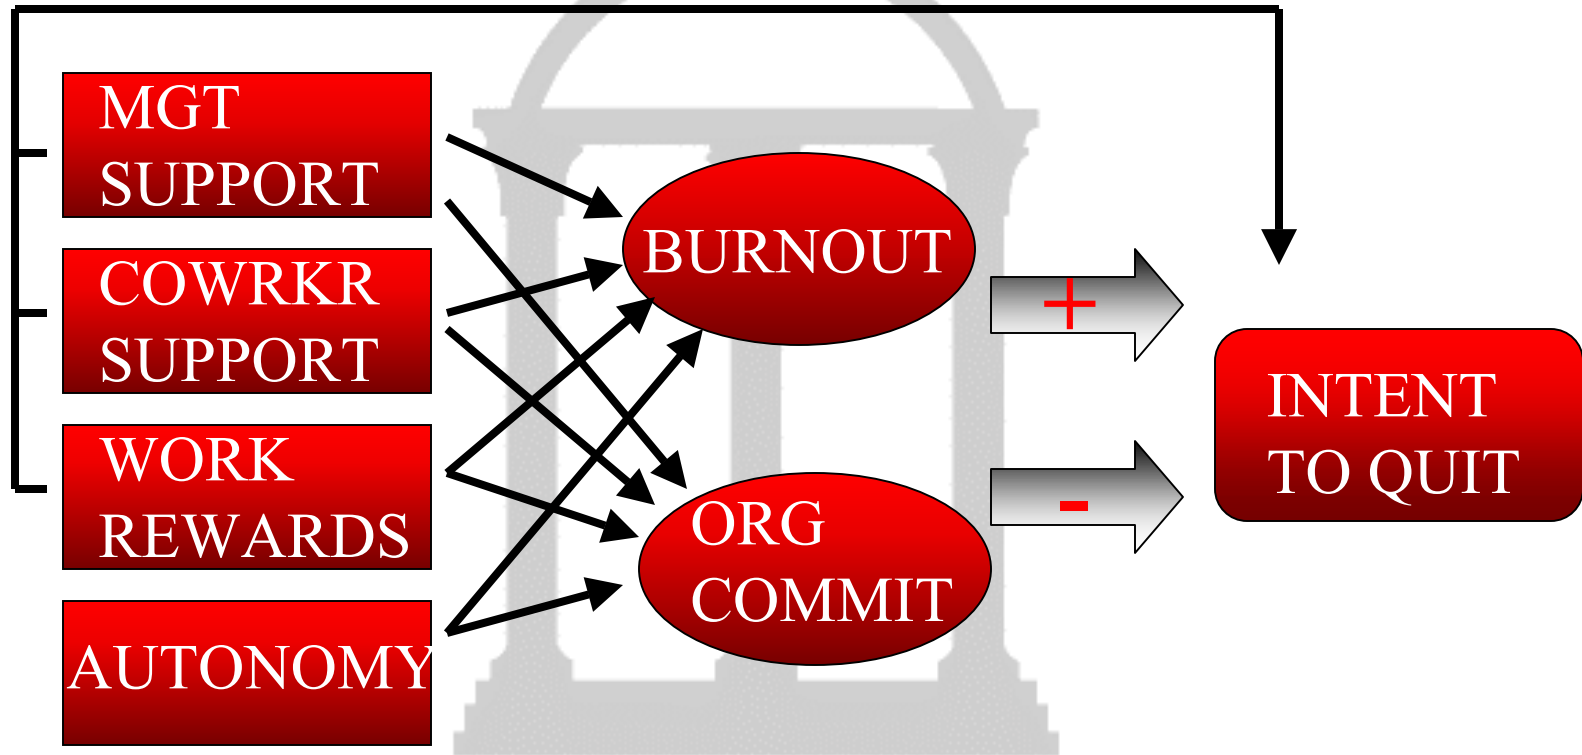 MGT
SUPPORT
COWRKR
SUPPORT
WORK
REWARDS
AUTONOMY
BURNOUT
ORG
COMMIT
+
-
INTENT
TO QUIT